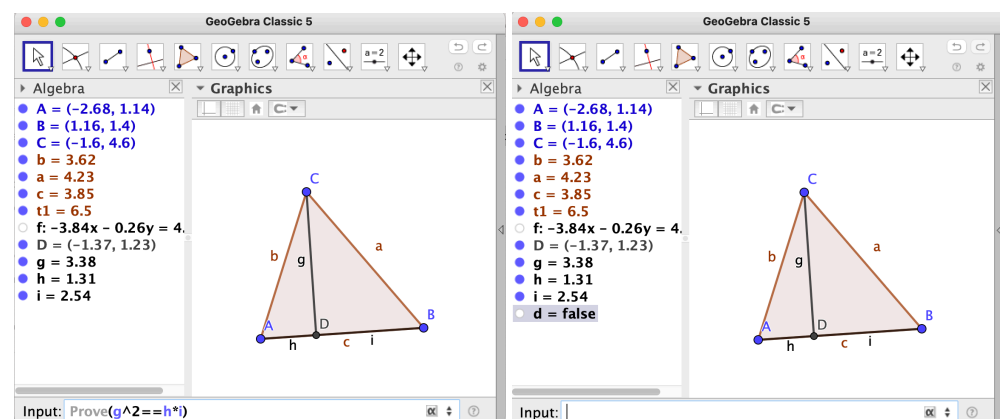 GeoGebra Classic 5
a = 2
Algebra
Graphics
A = (−2.68, 1.14)
B = (1.16, 1.4)
C = (−1.6, 4.6)
b = 3.62
a = 4.23
c = 3.85
t1 = 6.5
f: −3.84x − 0.26y = 4.
D = (−1.37, 1.23)
g = 3.38
h = 1.31
i = 2.54
C
b
a
g
A
D
B
h
c
i
Input: Prove(g^2==h*i)
α
GeoGebra Classic 5
a = 2
Algebra
Graphics
A = (−2.68, 1.14)
B = (1.16, 1.4)
C = (−1.6, 4.6)
b = 3.62
a = 4.23
c = 3.85
t1 = 6.5
f: −3.84x − 0.26y = 4.
D = (−1.37, 1.23)
g = 3.38
h = 1.31
i = 2.54
d = false
C
b
a
g
A
D
B
h
c
i
Input:
α